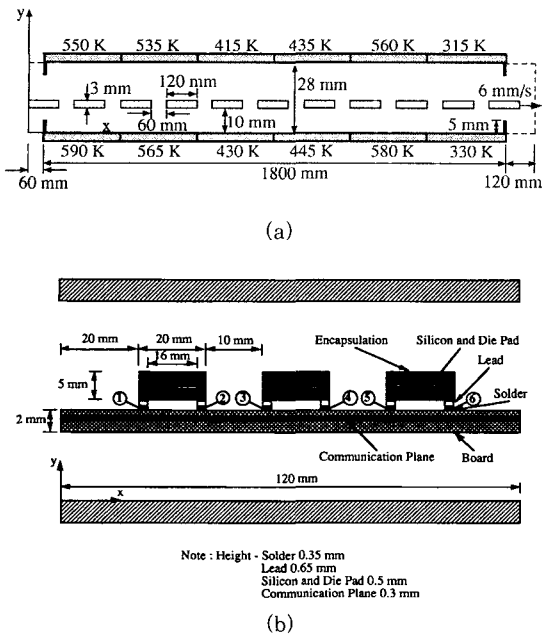 y
550 K 535 K 415 K 435 K 560 K 315 K
3 mm 120 mm 28 mm 6 mm/s
x 60 mm 10 mm 5 mm
590 K 565 K 430 K 445 K 580 K 330 K
60 mm 1800 mm 120 mm
(a)
20 mm 20 mm 10 mm Encapsulation Silicon and Die Pad
16 mm Lead
5 mm Solder
① ② ③ ④ ⑤ ⑥
2 mm
Communication Plane Board
y
x 120 mm
Note : Height - Solder 0.35 mm
Lead 0.65 mm
Silicon and Die Pad 0.5 mm
Communication Plane 0.3 mm
(b)